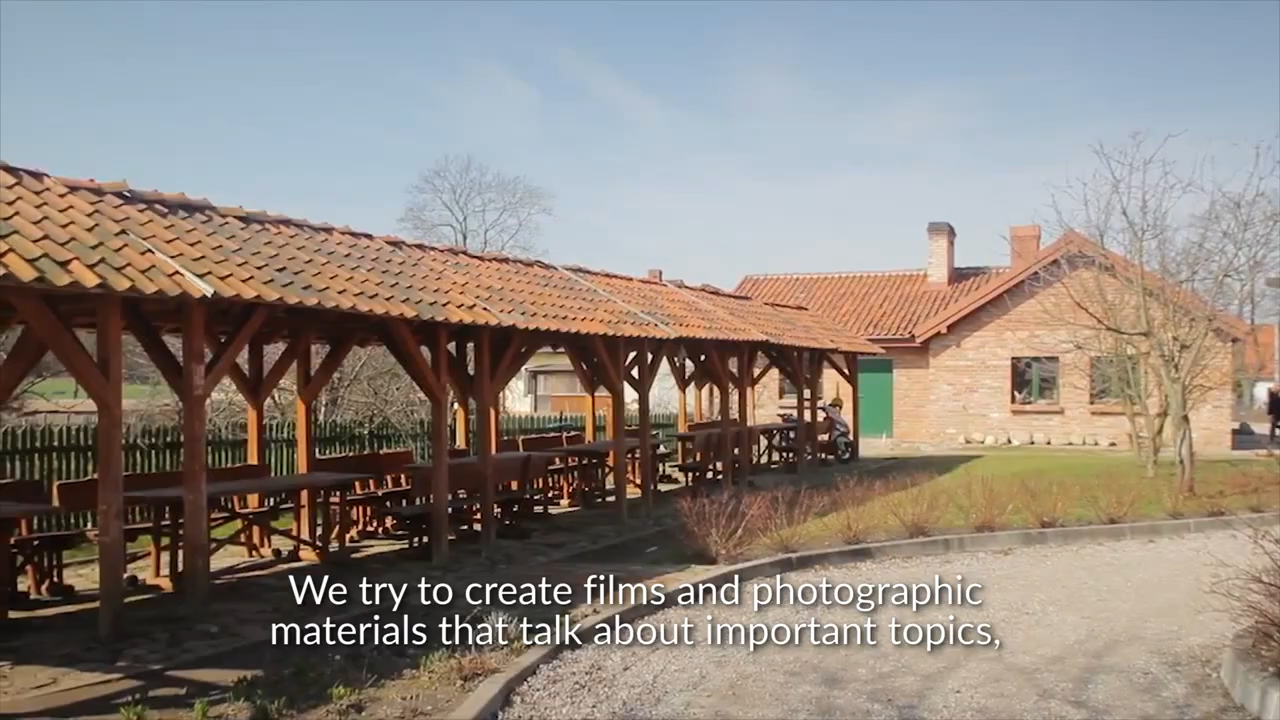 We try to create films and photographic
materials that talk about important topics,